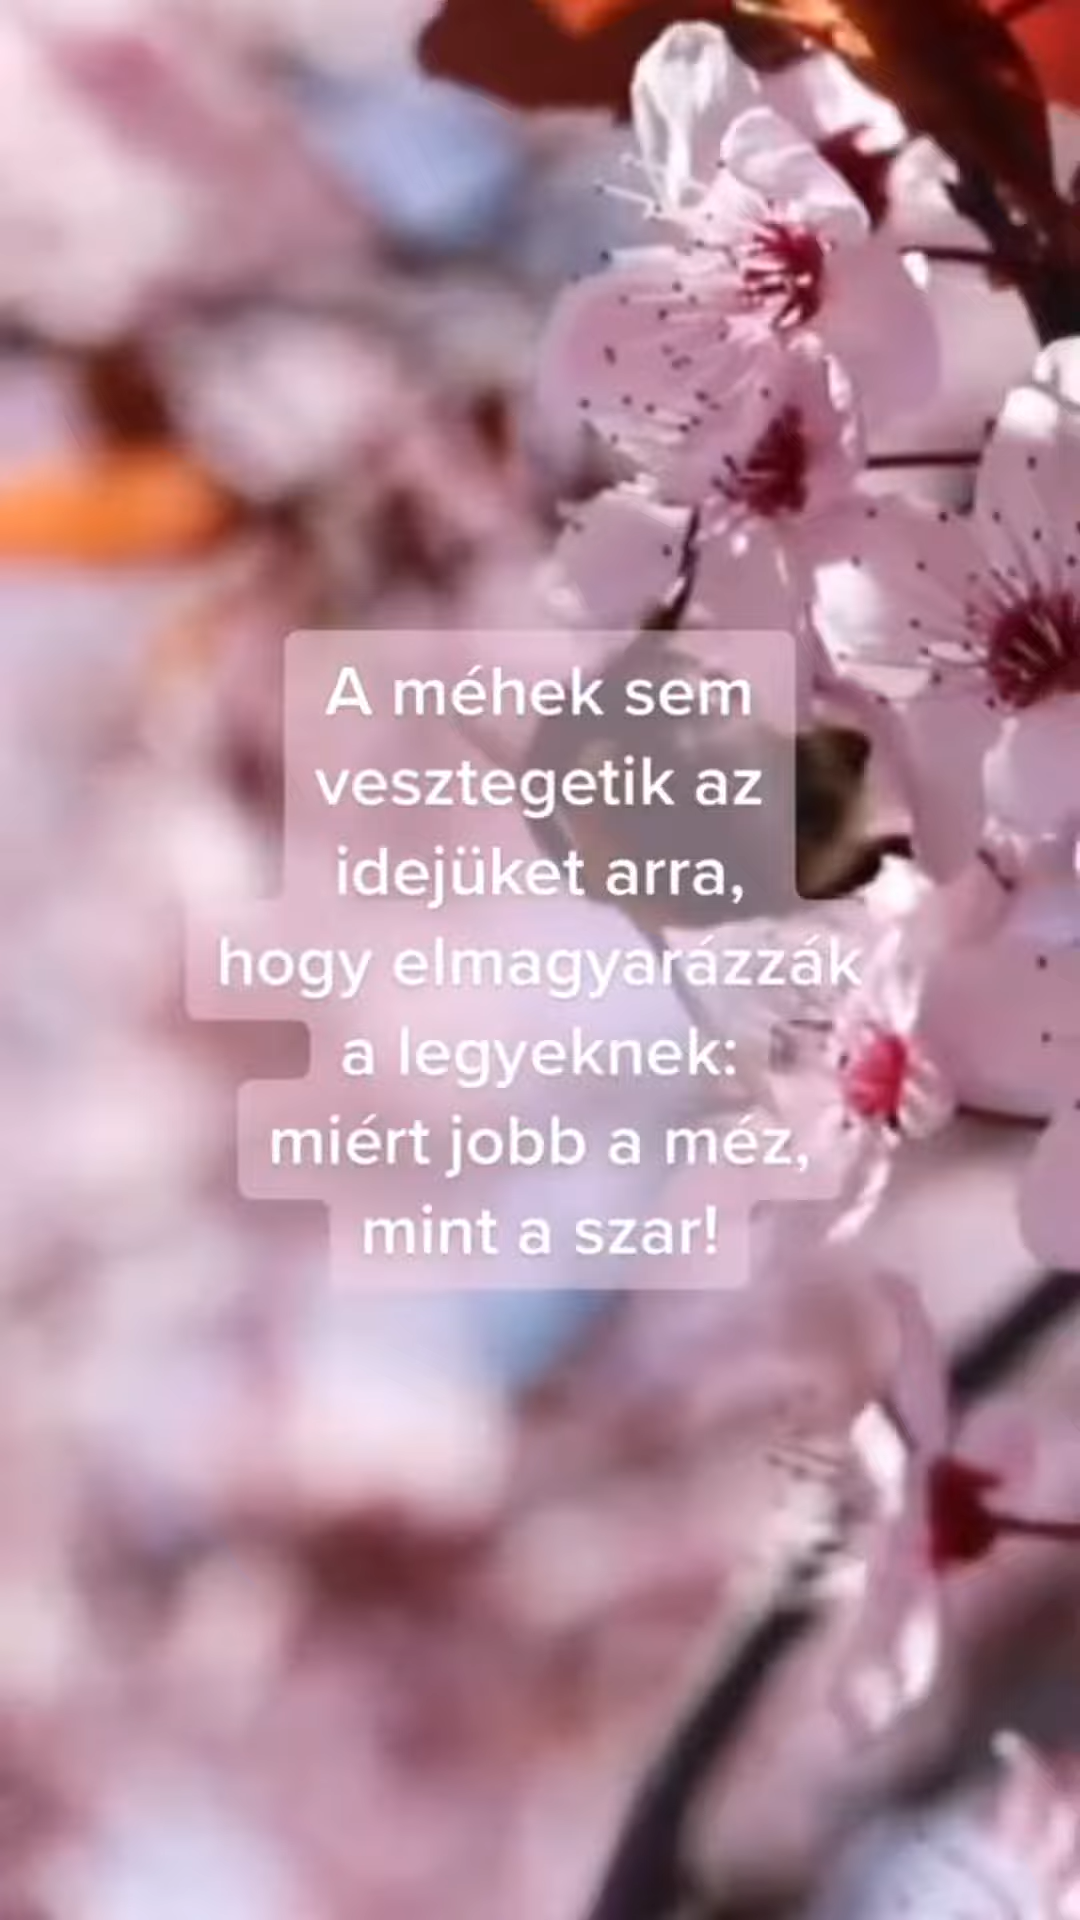 A méhek sem
vesztegetik az
idejüket arra,
hogy elmagyarázzák
a legyeknek:
miért jobb a méz,
mint a szar!